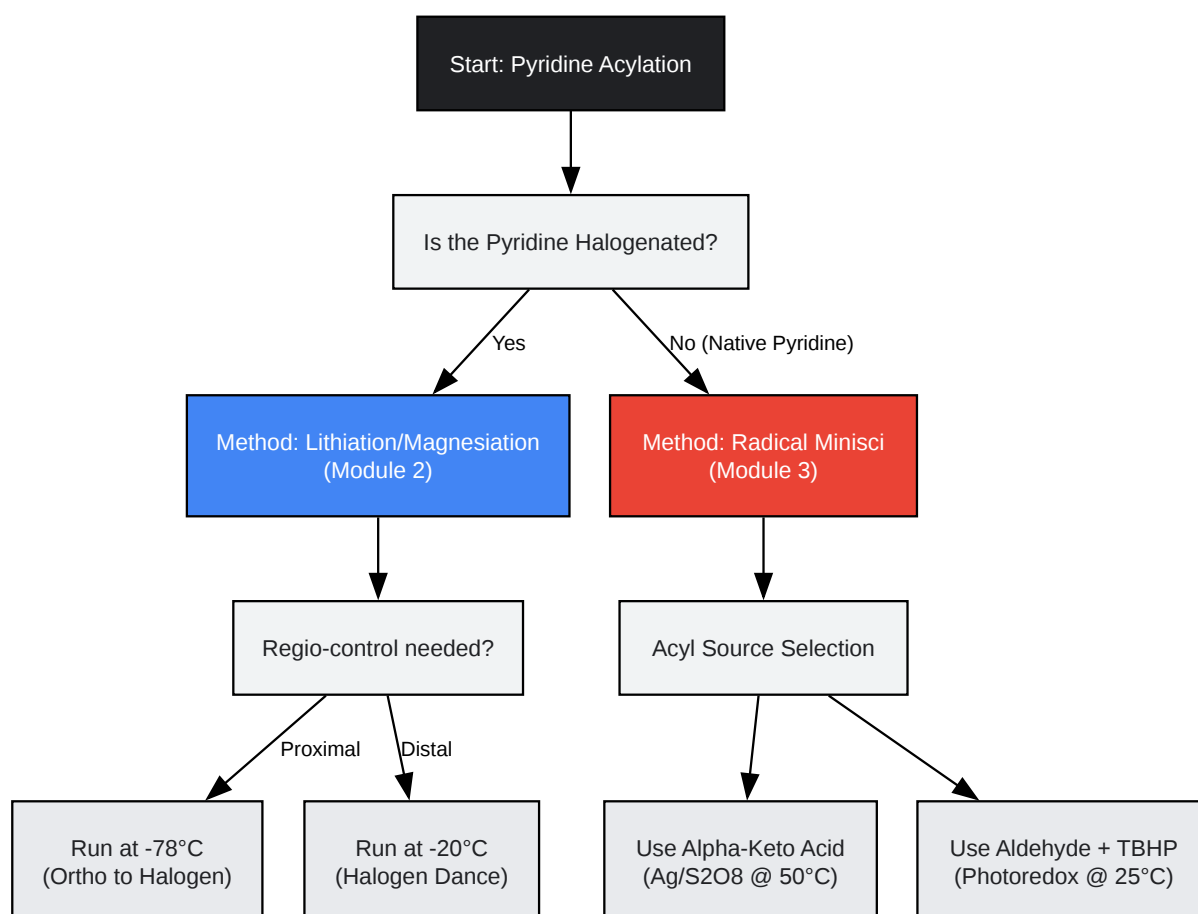 Start: Pyridine Acylation
Is the Pyridine Halogenated?
Yes
No (Native Pyridine)
Method: Lithiation/Magnesiation
(Module 2)
Method: Radical Minisci
(Module 3)
Regio-control needed?
Acyl Source Selection
Proximal
Distal
Run at -78°C
(Ortho to Halogen)
Run at -20°C
(Halogen Dance)
Use Alpha-Keto Acid
(Ag/S2O8 @ 50°C)
Use Aldehyde + TBHP
(Photoredox @ 25°C)